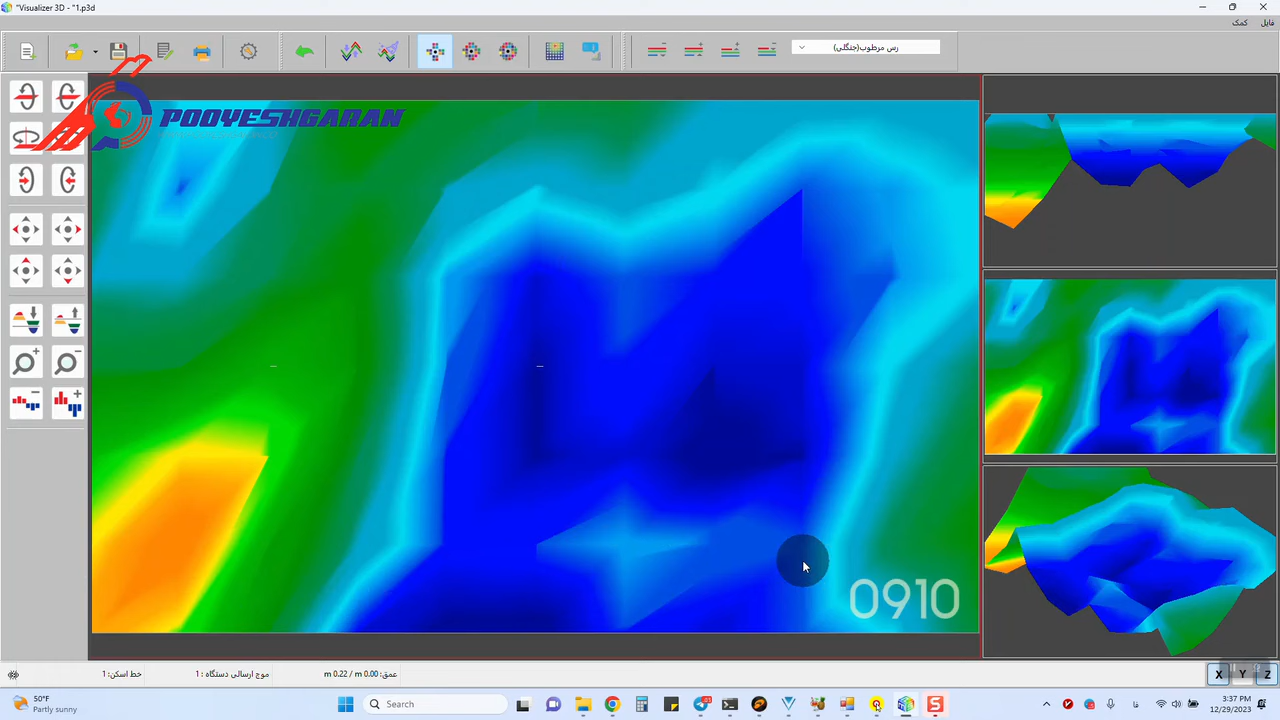 "Visualizer 3D - "1.p3d
فایل
کمک
رس مرطوب(جنگلی)
POOYESHGARAN
0910
عمق: 0.00 m / 0.22 m
موج ارسالی دستگاه : 1
خط اسکن: 1
X Y Z
50°F
Partly sunny
Search
3:37 PM
12/29/2023